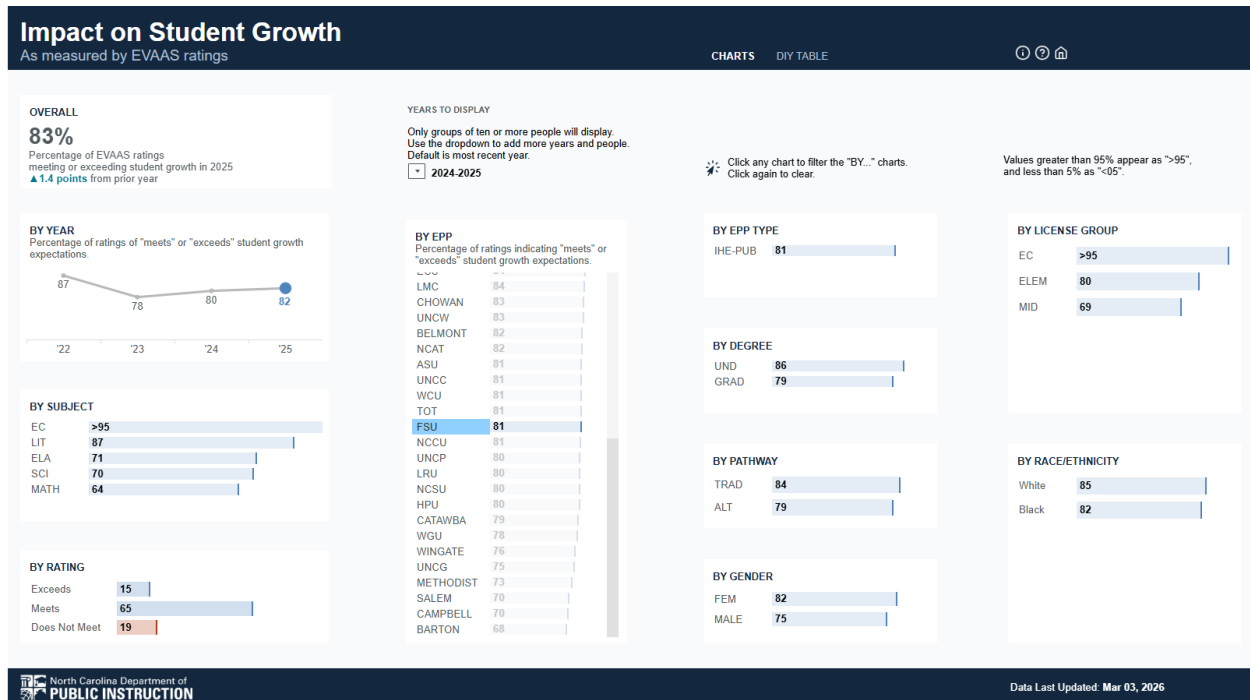 Impact on Student Growth
As measured by EVAAS ratings
CHARTS DIY TABLE
OVERALL
83%
Percentage of EVAAS ratings
meeting or exceeding student growth in 2025
▲1.4 points from prior year
YEARS TO DISPLAY
Only groups of ten or more people will display.
Use the dropdown to add more years and people.
Default is most recent year.
2024-2025
Click any chart to filter the "BY..." charts.
Click again to clear.
Values greater than 95% appear as ">95",
and less than 5% as "<05".
BY YEAR
Percentage of ratings of "meets" or "exceeds" student growth
expectations.
87
78
80
82
'22 '23 '24 '25
BY SUBJECT
EC >95
LIT 87
ELA 71
SCI 70
MATH 64
BY RATING
Exceeds 15
Meets 65
Does Not Meet 19
BY EPP
Percentage of ratings indicating "meets" or
"exceeds" student growth expectations.
LMC 84
CHOWAN 83
UNCW 83
BELMONT 82
NCAT 82
ASU 81
UNCC 81
WCU 81
TOT 81
FSU 81
NCCU 81
UNCP 80
LRU 80
NCSU 80
HPU 80
CATAWBA 79
WGU 78
WINGATE 76
UNCG 75
METHODIST 73
SALEM 70
CAMPBELL 70
BARTON 68
BY EPP TYPE
IHE-PUB 81
BY DEGREE
UND 86
GRAD 79
BY PATHWAY
TRAD 84
ALT 79
BY GENDER
FEM 82
MALE 75
BY LICENSE GROUP
EC >95
ELEM 80
MID 69
BY RACE/ETHNICITY
White 85
Black 82
North Carolina Department of
PUBLIC INSTRUCTION
Data Last Updated: Mar 03, 2026